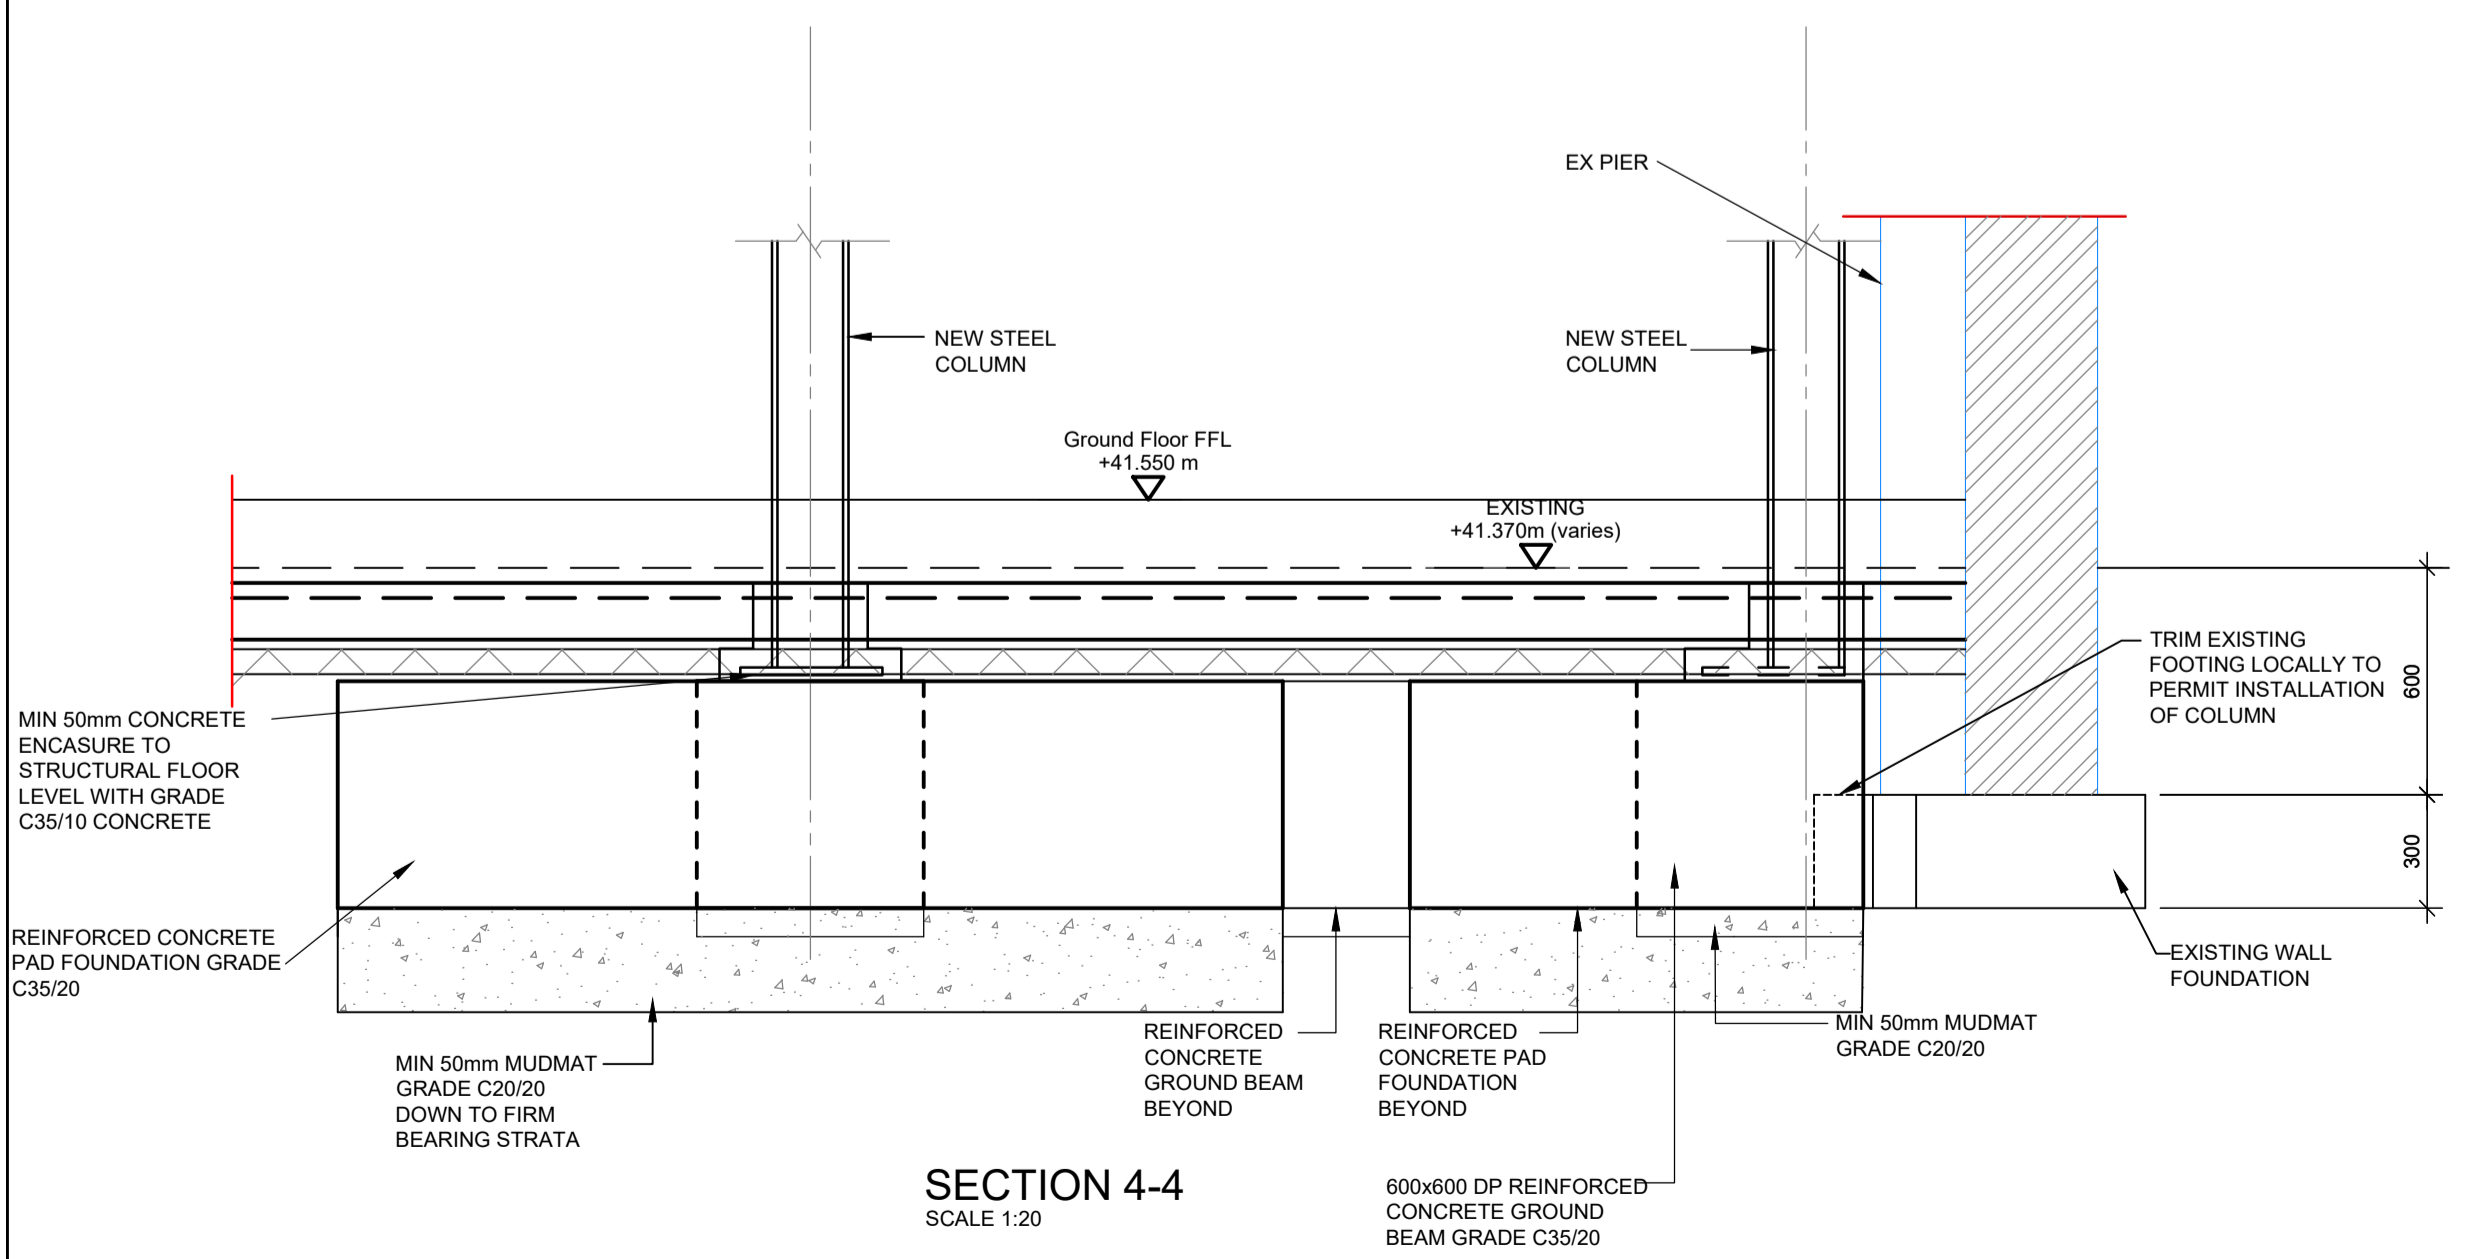 EX PIER
NEW STEEL
COLUMN
NEW STEEL
COLUMN
Ground Floor FFL
+41.550 m
EXISTING
+41.370m (varies)
TRIM EXISTING
FOOTING LOCALLY TO
PERMIT INSTALLATION
OF COLUMN
600
300
MIN 50mm CONCRETE
ENCASURE TO
STRUCTURAL FLOOR
LEVEL WITH GRADE
C35/10 CONCRETE
REINFORCED CONCRETE
PAD FOUNDATION GRADE
C35/20
EXISTING WALL
FOUNDATION
MIN 50mm MUDMAT
GRADE C20/20
DOWN TO FIRM
BEARING STRATA
REINFORCED
CONCRETE
GROUND BEAM
BEYOND
REINFORCED
CONCRETE PAD
FOUNDATION
BEYOND
MIN 50mm MUDMAT
GRADE C20/20
SECTION 4-4
SCALE 1:20
600x600 DP REINFORCED
CONCRETE GROUND
BEAM GRADE C35/20